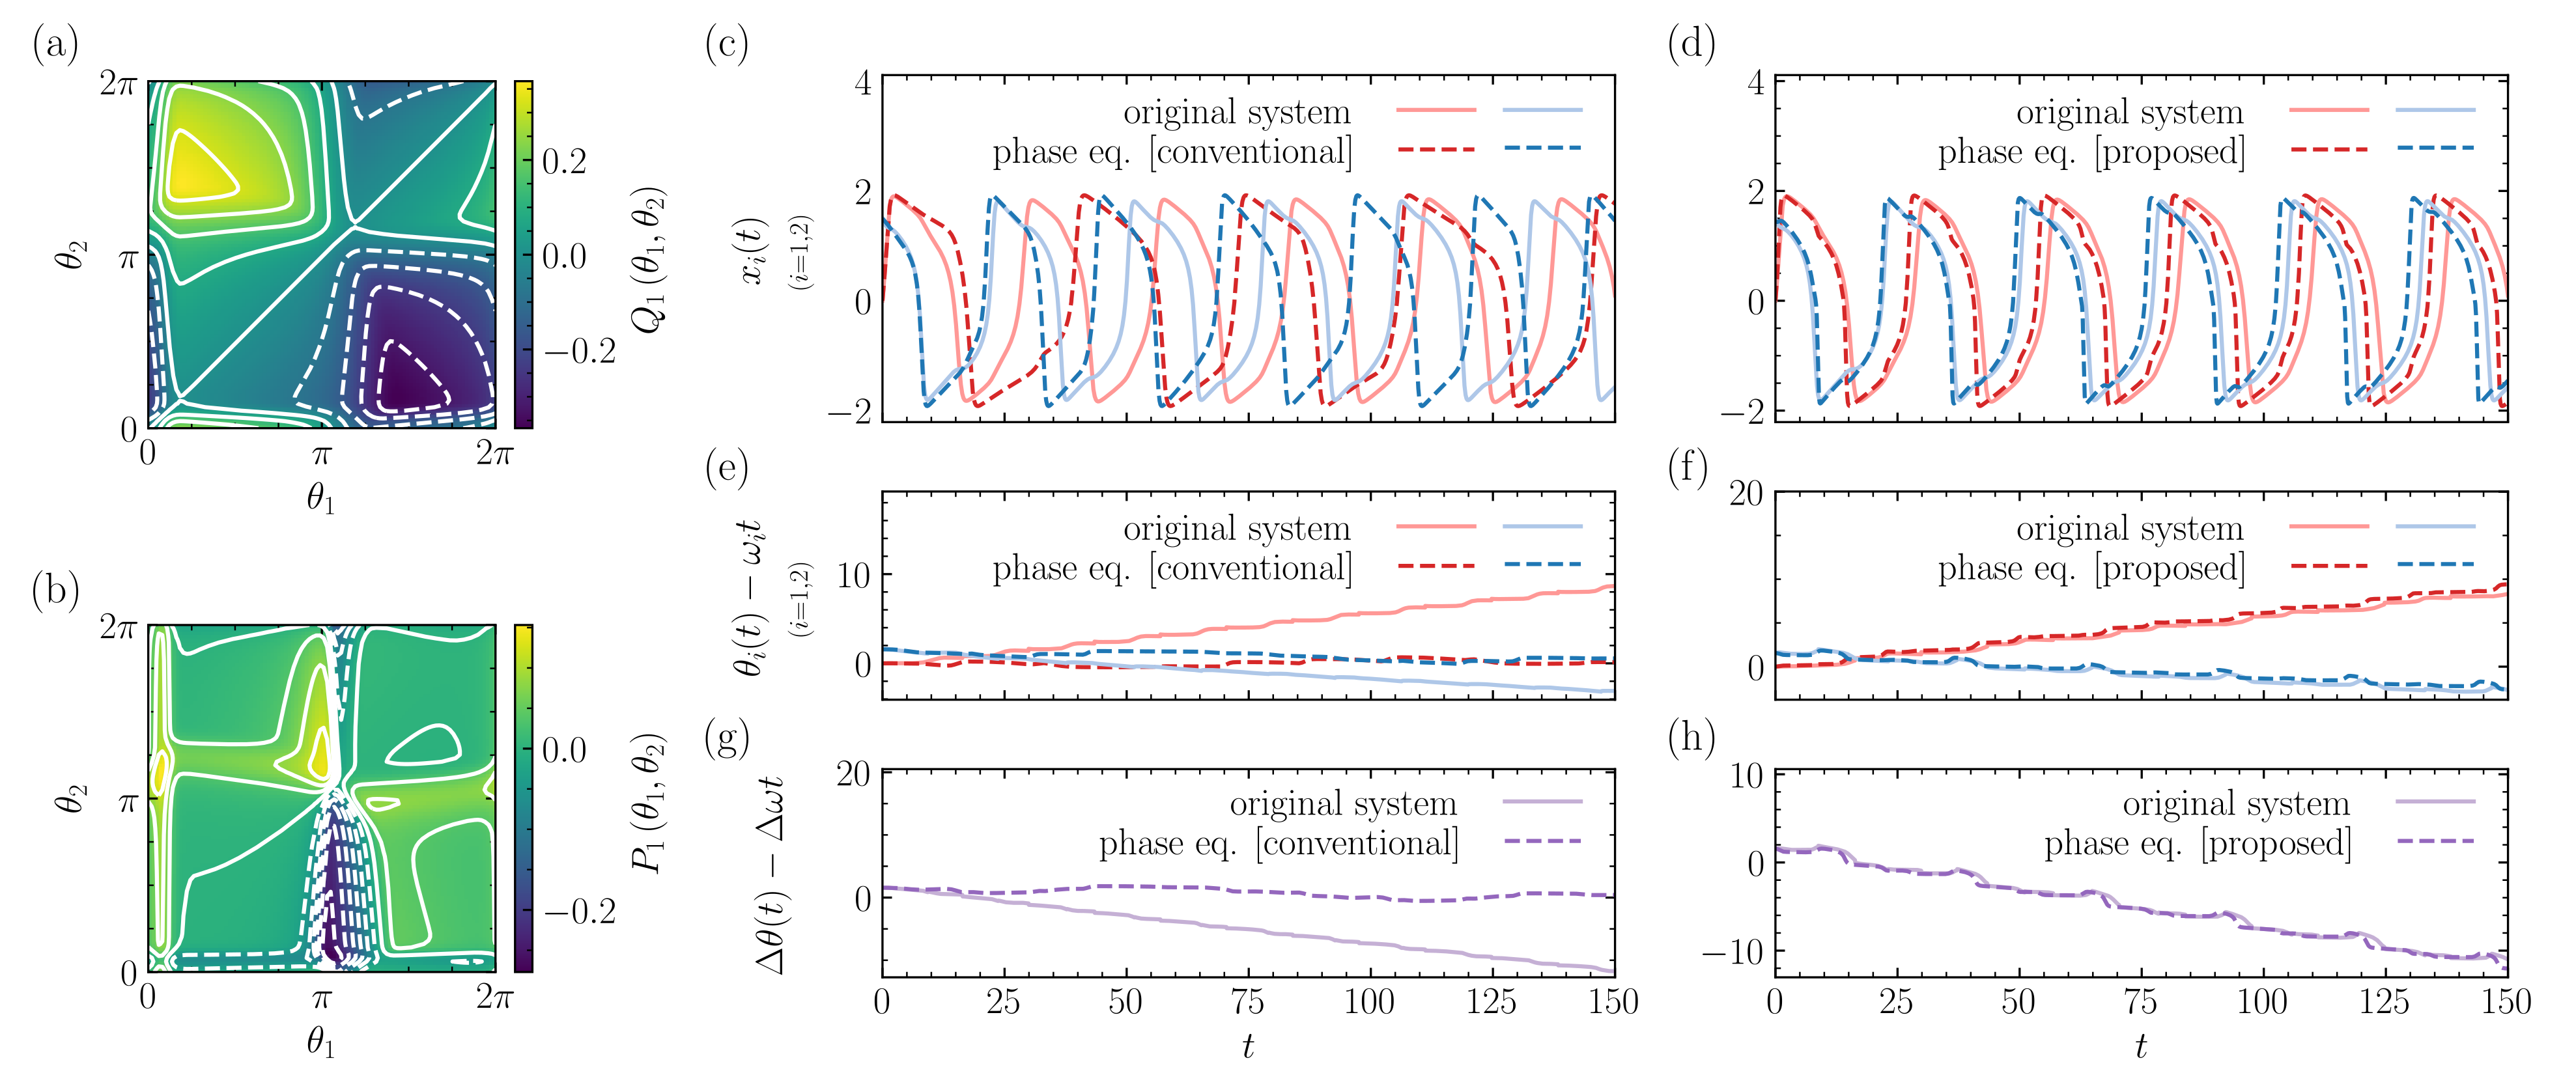 (a)
2π
π
0
θ₂
0 π 2π
θ₁
0.2
0.0
−0.2
Q₁(θ₁, θ₂)
(b)
2π
π
0
θ₂
0 π 2π
θ₁
0.0
−0.2
P₁(θ₁, θ₂)
(c)
4
2
0
−2
xᵢ(t)
(i=1,2)
original system
phase eq. [conventional]
(d)
4
2
0
−2
original system
phase eq. [proposed]
(e)
10
0
θᵢ(t) − ωᵢt
(i=1,2)
original system
phase eq. [conventional]
(f)
20
0
original system
phase eq. [proposed]
(g)
20
0
Δθ(t) − Δωt
original system
phase eq. [conventional]
0 25 50 75 100 125 150
t
(h)
10
0
−10
original system
phase eq. [proposed]
0 25 50 75 100 125 150
t